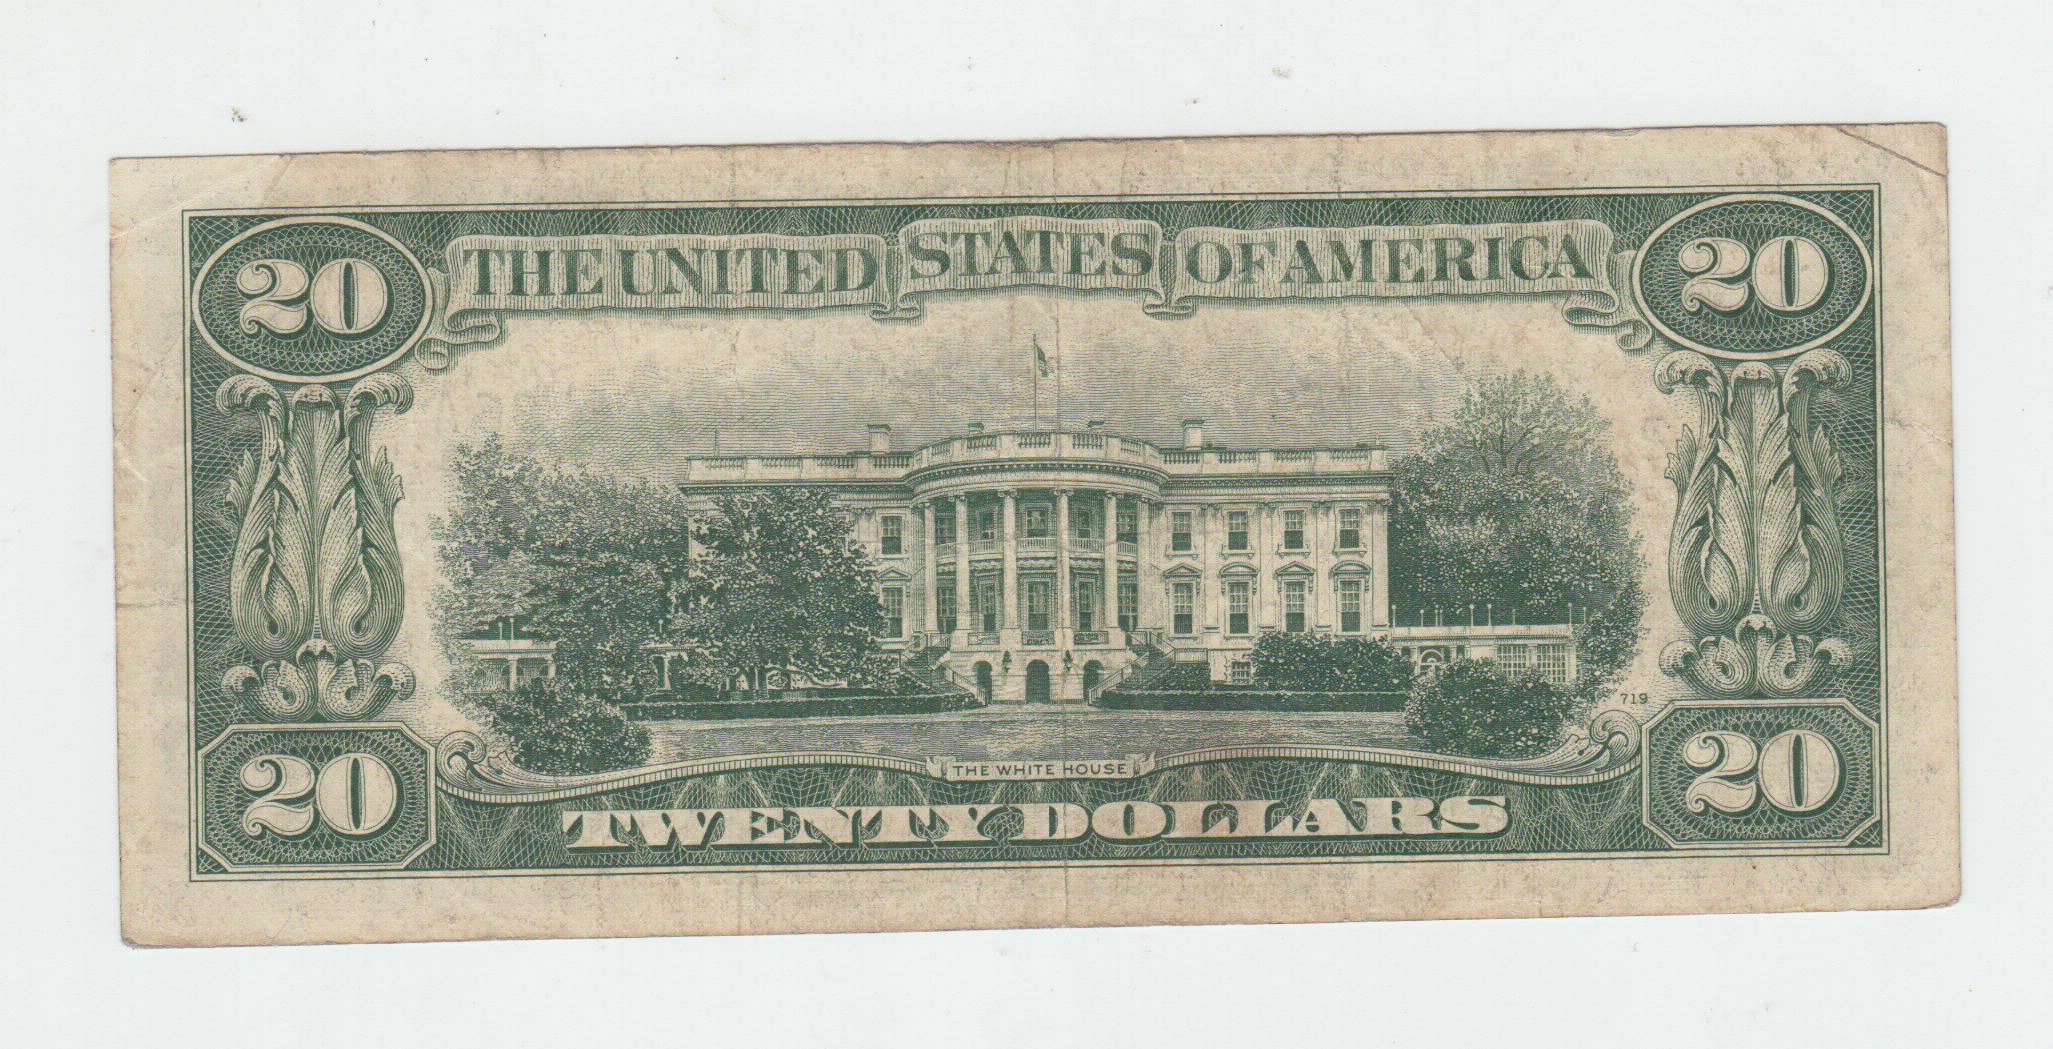 20 THE UNITED STATES OF AMERICA 20
719
THE WHITE HOUSE
20 TWENTY DOLLARS 20